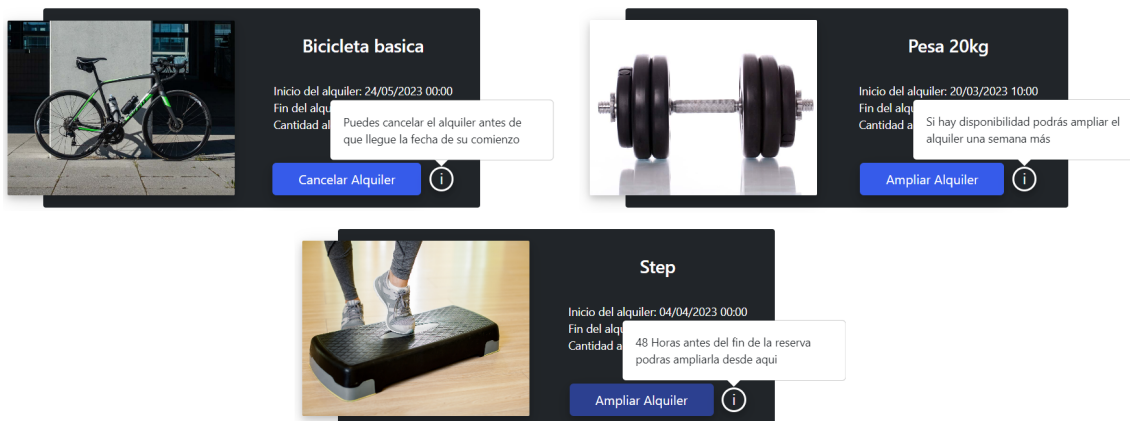 Bicicleta basica
Inicio del alquiler: 24/05/2023 00:00
Fin del alqu
Cantidad al
Puedes cancelar el alquiler antes de
que llegue la fecha de su comienzo
Cancelar Alquiler
Pesa 20kg
Inicio del alquiler: 20/03/2023 10:00
Fin del alqu
Cantidad a
Si hay disponibilidad podrás ampliar el
alquiler una semana más
Ampliar Alquiler
Step
Inicio del alquiler: 04/04/2023 00:00
Fin del alqu
Cantidad a
48 Horas antes del fin de la reserva
podras ampliarla desde aqui
Ampliar Alquiler